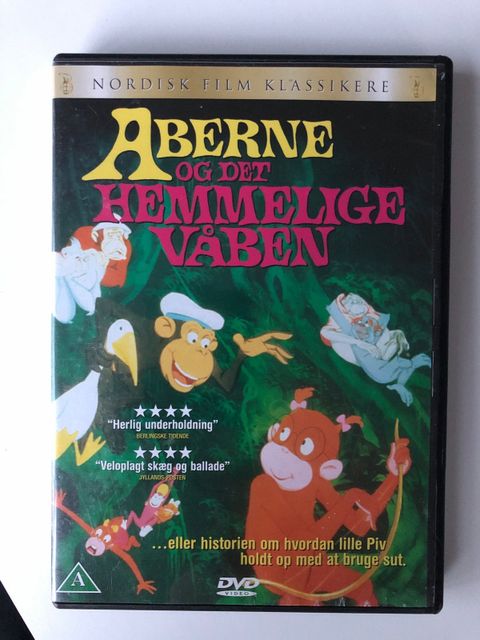 NORDISK FILM KLASSIKERE
ABERNE
OG DET
HEMMELIGE
VÅBEN
★★★★
"Herlig underholdning"
BERLINGSKE TIDENDE
★★★★
"Veloplagt skæg og ballade"
JYLLANDS-POSTEN
...eller historien om hvordan lille Piv
holdt op med at bruge sut.
A
DVD
VIDEO